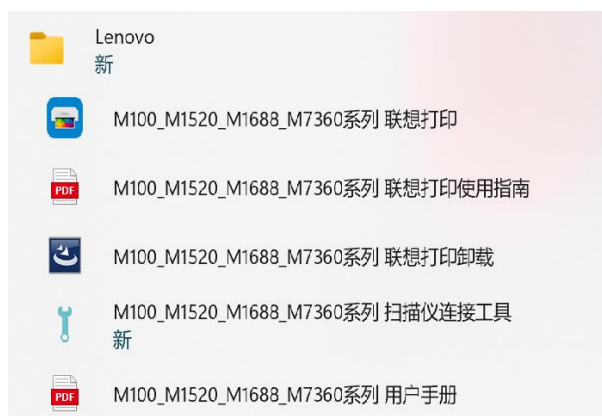 Lenovo
新
M100_M1520_M1688_M7360系列 联想打印
PDF
M100_M1520_M1688_M7360系列 联想打印使用指南
M100_M1520_M1688_M7360系列 联想打印卸载
M100_M1520_M1688_M7360系列 扫描仪连接工具
新
PDF
M100_M1520_M1688_M7360系列 用户手册